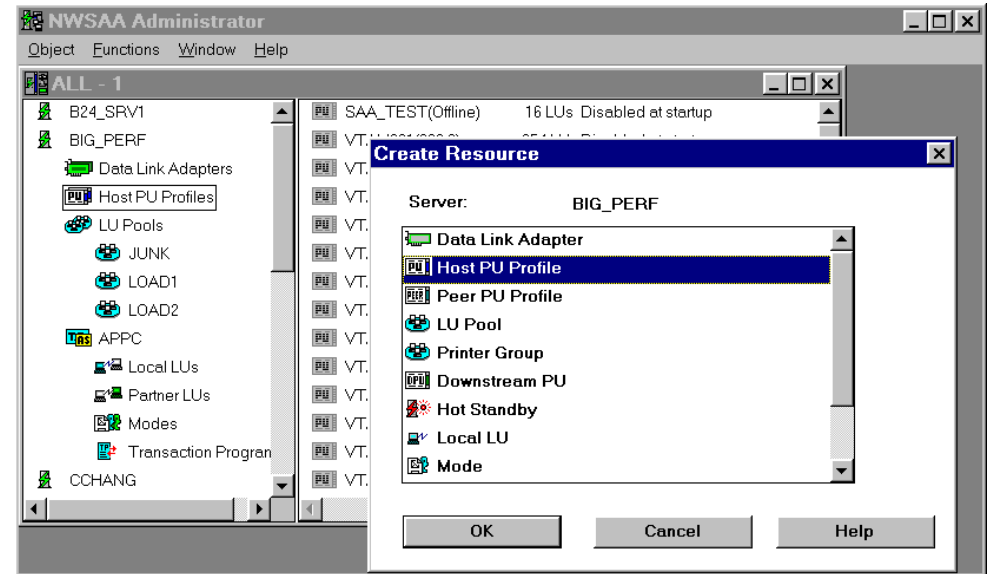 NWSAA Administrator
Object Functions Window Help
ALL - 1
B24_SRV1
BIG_PERF
Data Link Adapters
Host PU Profiles
LU Pools
JUNK
LOAD1
LOAD2
APPC
Local LUs
Partner LUs
Modes
Transaction Progran
CCHANG
SAA_TEST(Offline) 16 LUs Disabled at startup
VT.
VT.
VT.
VT.
VT.
VT.
VT.
VT.
VT.
VT.
VT.
VT.
VT.
Create Resource
Server: BIG_PERF
Data Link Adapter
Host PU Profile
Peer PU Profile
LU Pool
Printer Group
Downstream PU
Hot Standby
Local LU
Mode
OK Cancel Help